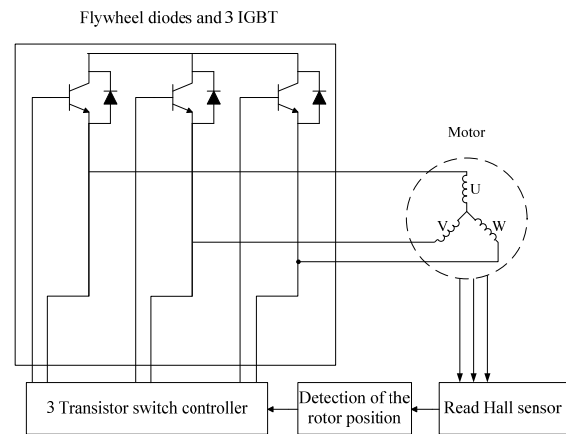 Flywheel diodes and 3 IGBT
Motor
U
V
W
3 Transistor switch controller
Detection of the
rotor position
Read Hall sensor